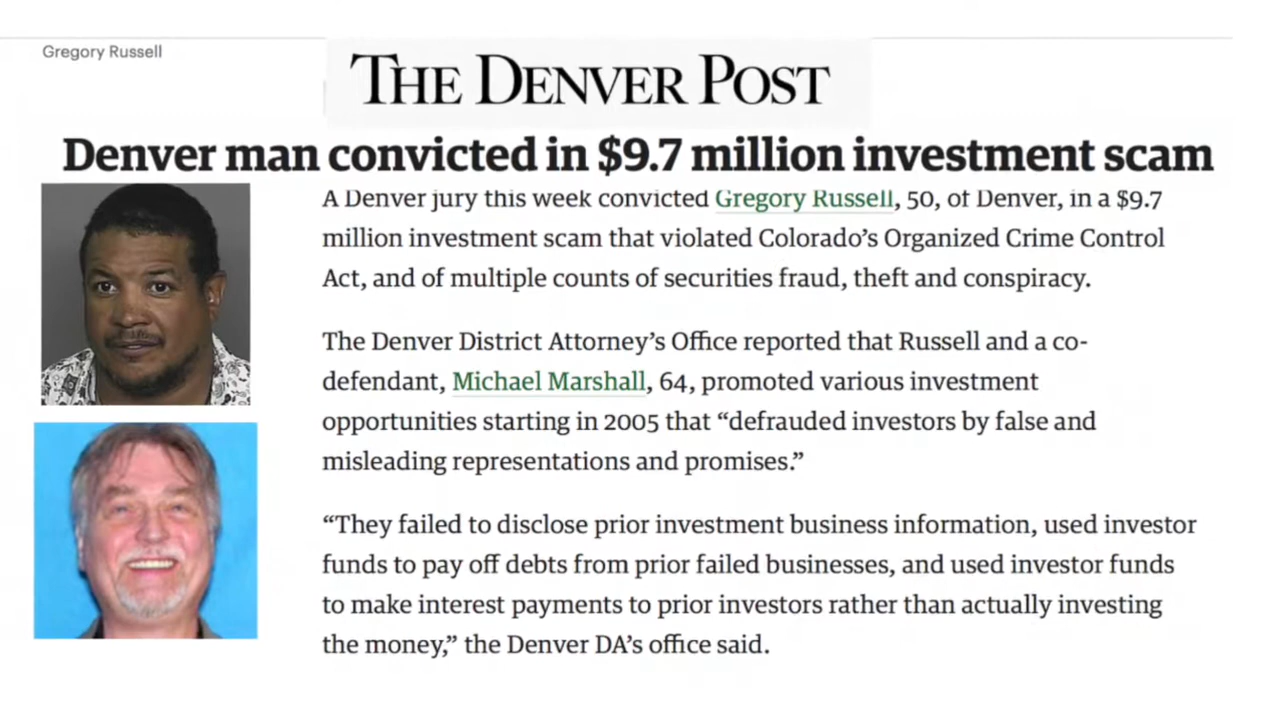 Gregory Russell
THE DENVER POST
Denver man convicted in $9.7 million investment scam
A Denver jury this week convicted Gregory Russell, 50, of Denver, in a $9.7
million investment scam that violated Colorado’s Organized Crime Control
Act, and of multiple counts of securities fraud, theft and conspiracy.
The Denver District Attorney’s Office reported that Russell and a co-
defendant, Michael Marshall, 64, promoted various investment
opportunities starting in 2005 that “defrauded investors by false and
misleading representations and promises.”
“They failed to disclose prior investment business information, used investor
funds to pay off debts from prior failed businesses, and used investor funds
to make interest payments to prior investors rather than actually investing
the money,” the Denver DA’s office said.